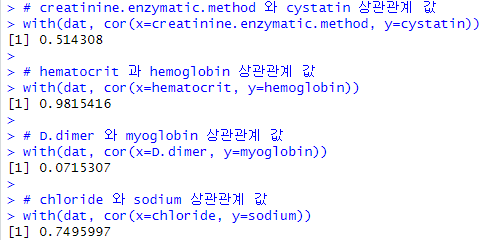 > # creatinine.enzymatic.method 와 cystatin 상관관계 값
> with(dat, cor(x=creatinine.enzymatic.method, y=cystatin))
[1] 0.514308
>
> # hematocrit 과 hemoglobin 상관관계 값
> with(dat, cor(x=hematocrit, y=hemoglobin))
[1] 0.9815416
>
> # D.dimer 와 myoglobin 상관관계 값
> with(dat, cor(x=D.dimer, y=myoglobin))
[1] 0.0715307
>
> # chloride 와 sodium 상관관계 값
> with(dat, cor(x=chloride, y=sodium))
[1] 0.7495997